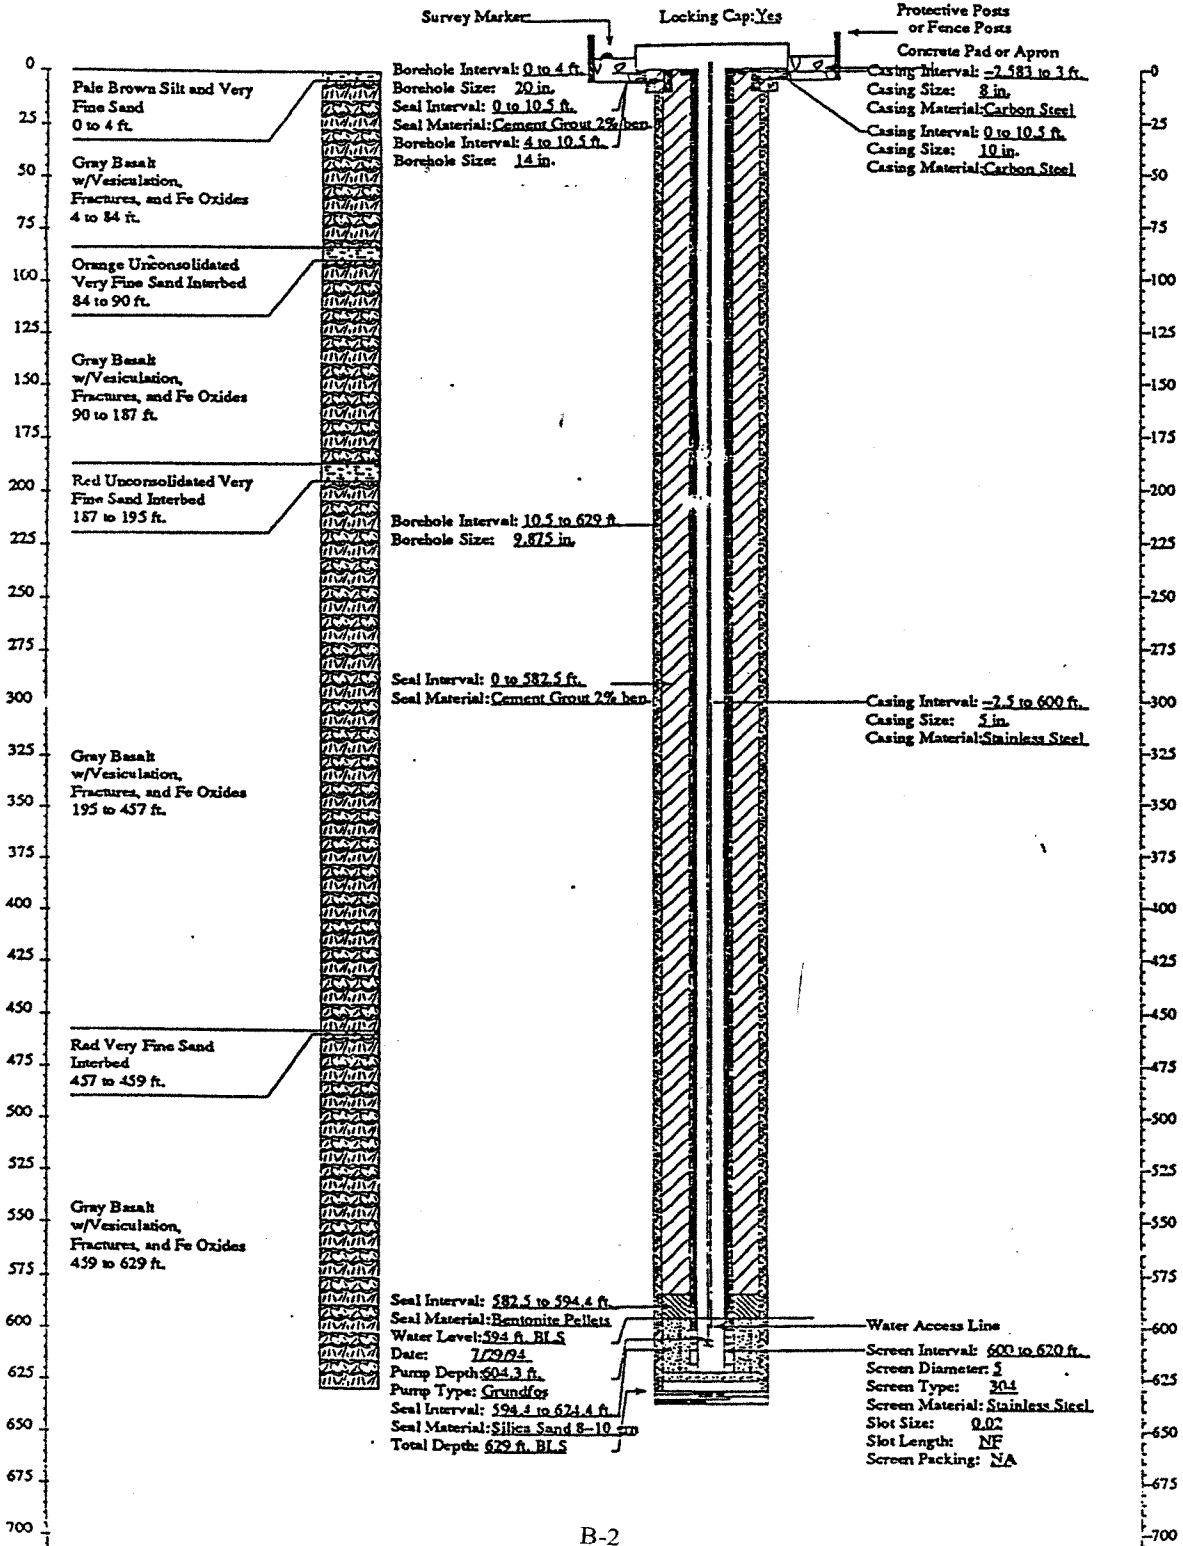 Survey Marker:
Locking Cap: Yes
Protective Posts
or Fence Posts
Concrete Pad or Apron
0
25
50
75
100
125
150
175
200
225
250
275
300
325
350
375
400
425
450
475
500
525
550
575
600
625
650
675
700
Pale Brown Silt and Very
Fine Sand
0 to 4 ft.
Gray Basalt
w/Vesiculation,
Fractures, and Fe Oxides
4 to 84 ft.
Orange Unconsolidated
Very Fine Sand Interbed
84 to 90 ft.
Gray Basalt
w/Vesiculation,
Fractures, and Fe Oxides
90 to 187 ft.
Red Unconsolidated Very
Fine Sand Interbed
187 to 195 ft.
Gray Basalt
w/Vesiculation,
Fractures, and Fe Oxides
195 to 457 ft.
Red Very Fine Sand
Interbed
457 to 459 ft.
Gray Basalt
w/Vesiculation,
Fractures, and Fe Oxides
459 to 629 ft.
Borehole Interval: 0 to 4 ft.
Borehole Size: 20 in.
Seal Interval: 0 to 10.5 ft.
Seal Material: Cement Grout 2% ben.
Borehole Interval: 4 to 10.5 ft.
Borehole Size: 14 in.
Borehole Interval: 10.5 to 629 ft.
Borehole Size: 9.875 in.
Seal Interval: 0 to 582.5 ft.
Seal Material: Cement Grout 2% ben.
Seal Interval: 582.5 to 594.4 ft.
Seal Material: Bentonite Pellets
Water Level: 594 ft. BLS
Date: 7/29/94
Pump Depth: 604.3 ft.
Pump Type: Grundfos
Seal Interval: 594.4 to 624.4 ft.
Seal Material: Silica Sand 8-10
Total Depth: 629 ft. BLS
Casing Interval: -2.583 to 3 ft.
Casing Size: 8 in.
Casing Material: Carbon Steel
Casing Interval: 0 to 10.5 ft.
Casing Size: 10 in.
Casing Material: Carbon Steel
Casing Interval: -2.5 to 600 ft.
Casing Size: 5 in.
Casing Material: Stainless Steel
Water Access Line
Screen Interval: 600 to 620 ft.
Screen Diameter: 5
Screen Type: 304
Screen Material: Stainless Steel
Slot Size: 0.02
Slot Length: NF
Screen Packing: NA
0
25
50
75
100
125
150
175
200
225
250
275
300
325
350
375
400
425
450
475
500
525
550
575
600
625
650
675
700
B-2